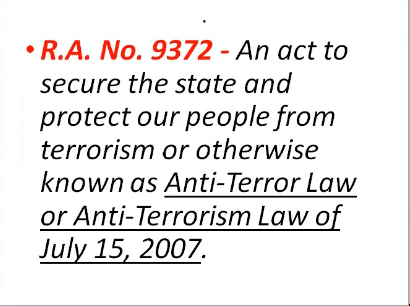 • R.A. No. 9372 - An act to
secure the state and
protect our people from
terrorism or otherwise
known as Anti-Terror Law
or Anti-Terrorism Law of
July 15, 2007.